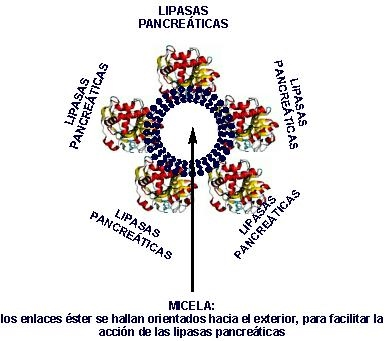 LIPASAS
PANCREÁTICAS
LIPASAS
PANCREÁTICAS
LIPASAS
PANCREÁTICAS
LIPASAS
PANCREÁTICAS
LIPASAS
PANCREÁTICAS
MICELA:
los enlaces éster se hallan orientados hacia el exterior, para facilitar la
acción de las lipasas pancreáticas